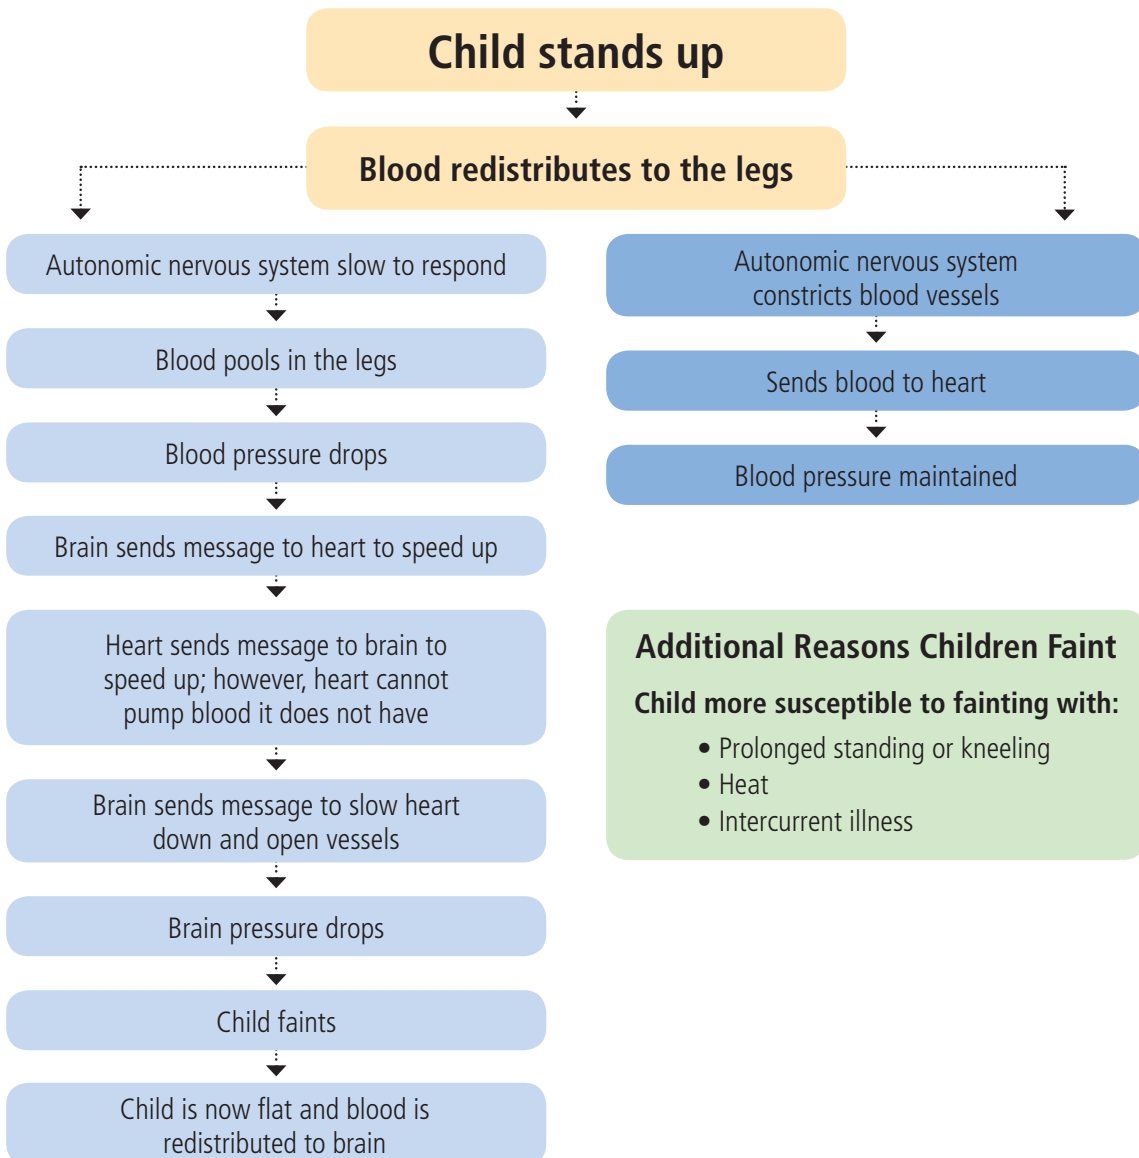 Child stands up
Blood redistributes to the legs
Autonomic nervous system slow to respond
Blood pools in the legs
Blood pressure drops
Brain sends message to heart to speed up
Heart sends message to brain to
speed up; however, heart cannot
pump blood it does not have
Brain sends message to slow heart
down and open vessels
Brain pressure drops
Child faints
Child is now flat and blood is
redistributed to brain
Autonomic nervous system
constricts blood vessels
Sends blood to heart
Blood pressure maintained
Additional Reasons Children Faint
Child more susceptible to fainting with:
• Prolonged standing or kneeling
• Heat
• Intercurrent illness